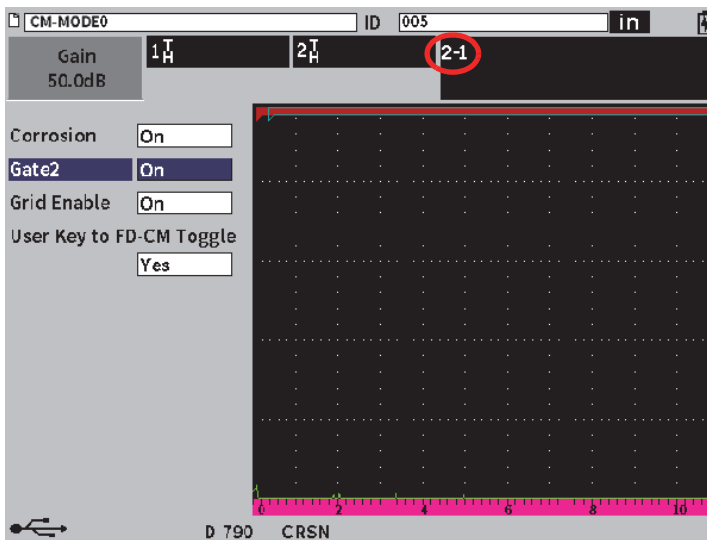 CM-MODE0 ID 005 in
Gain
50.0dB
1 T H
2 T H
2-1
Corrosion On
Gate2 On
Grid Enable On
User Key to FD-CM Toggle
Yes
0 2 4 6 8 10
D 790 CRSN